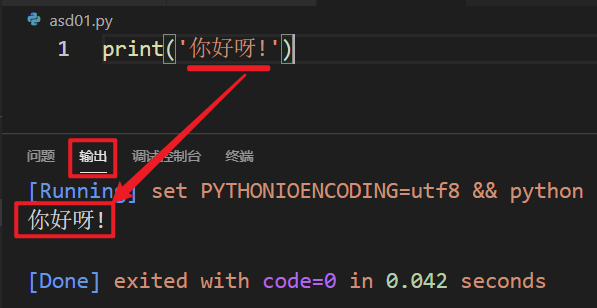 asd01.py
1 print('你好呀!')
问题 输出 调试控制台 终端
[Running] set PYTHONIOENCODING=utf8 && python
你好呀!
[Done] exited with code=0 in 0.042 seconds